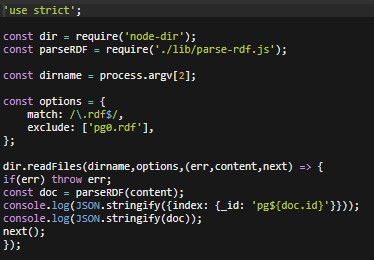 'use strict';
const dir = require('node-dir');
const parseRDF = require('./lib/parse-rdf.js');
const dirname = process.argv[2];
const options = {
    match: /\.rdf$/,
    exclude: ['pg0.rdf'],
};
dir.readFiles(dirname,options,(err,content,next) => {
if(err) throw err;
const doc = parseRDF(content);
console.log(JSON.stringify({index: {_id: 'pg${doc.id}'}}));
console.log(JSON.stringify(doc));
next();
});